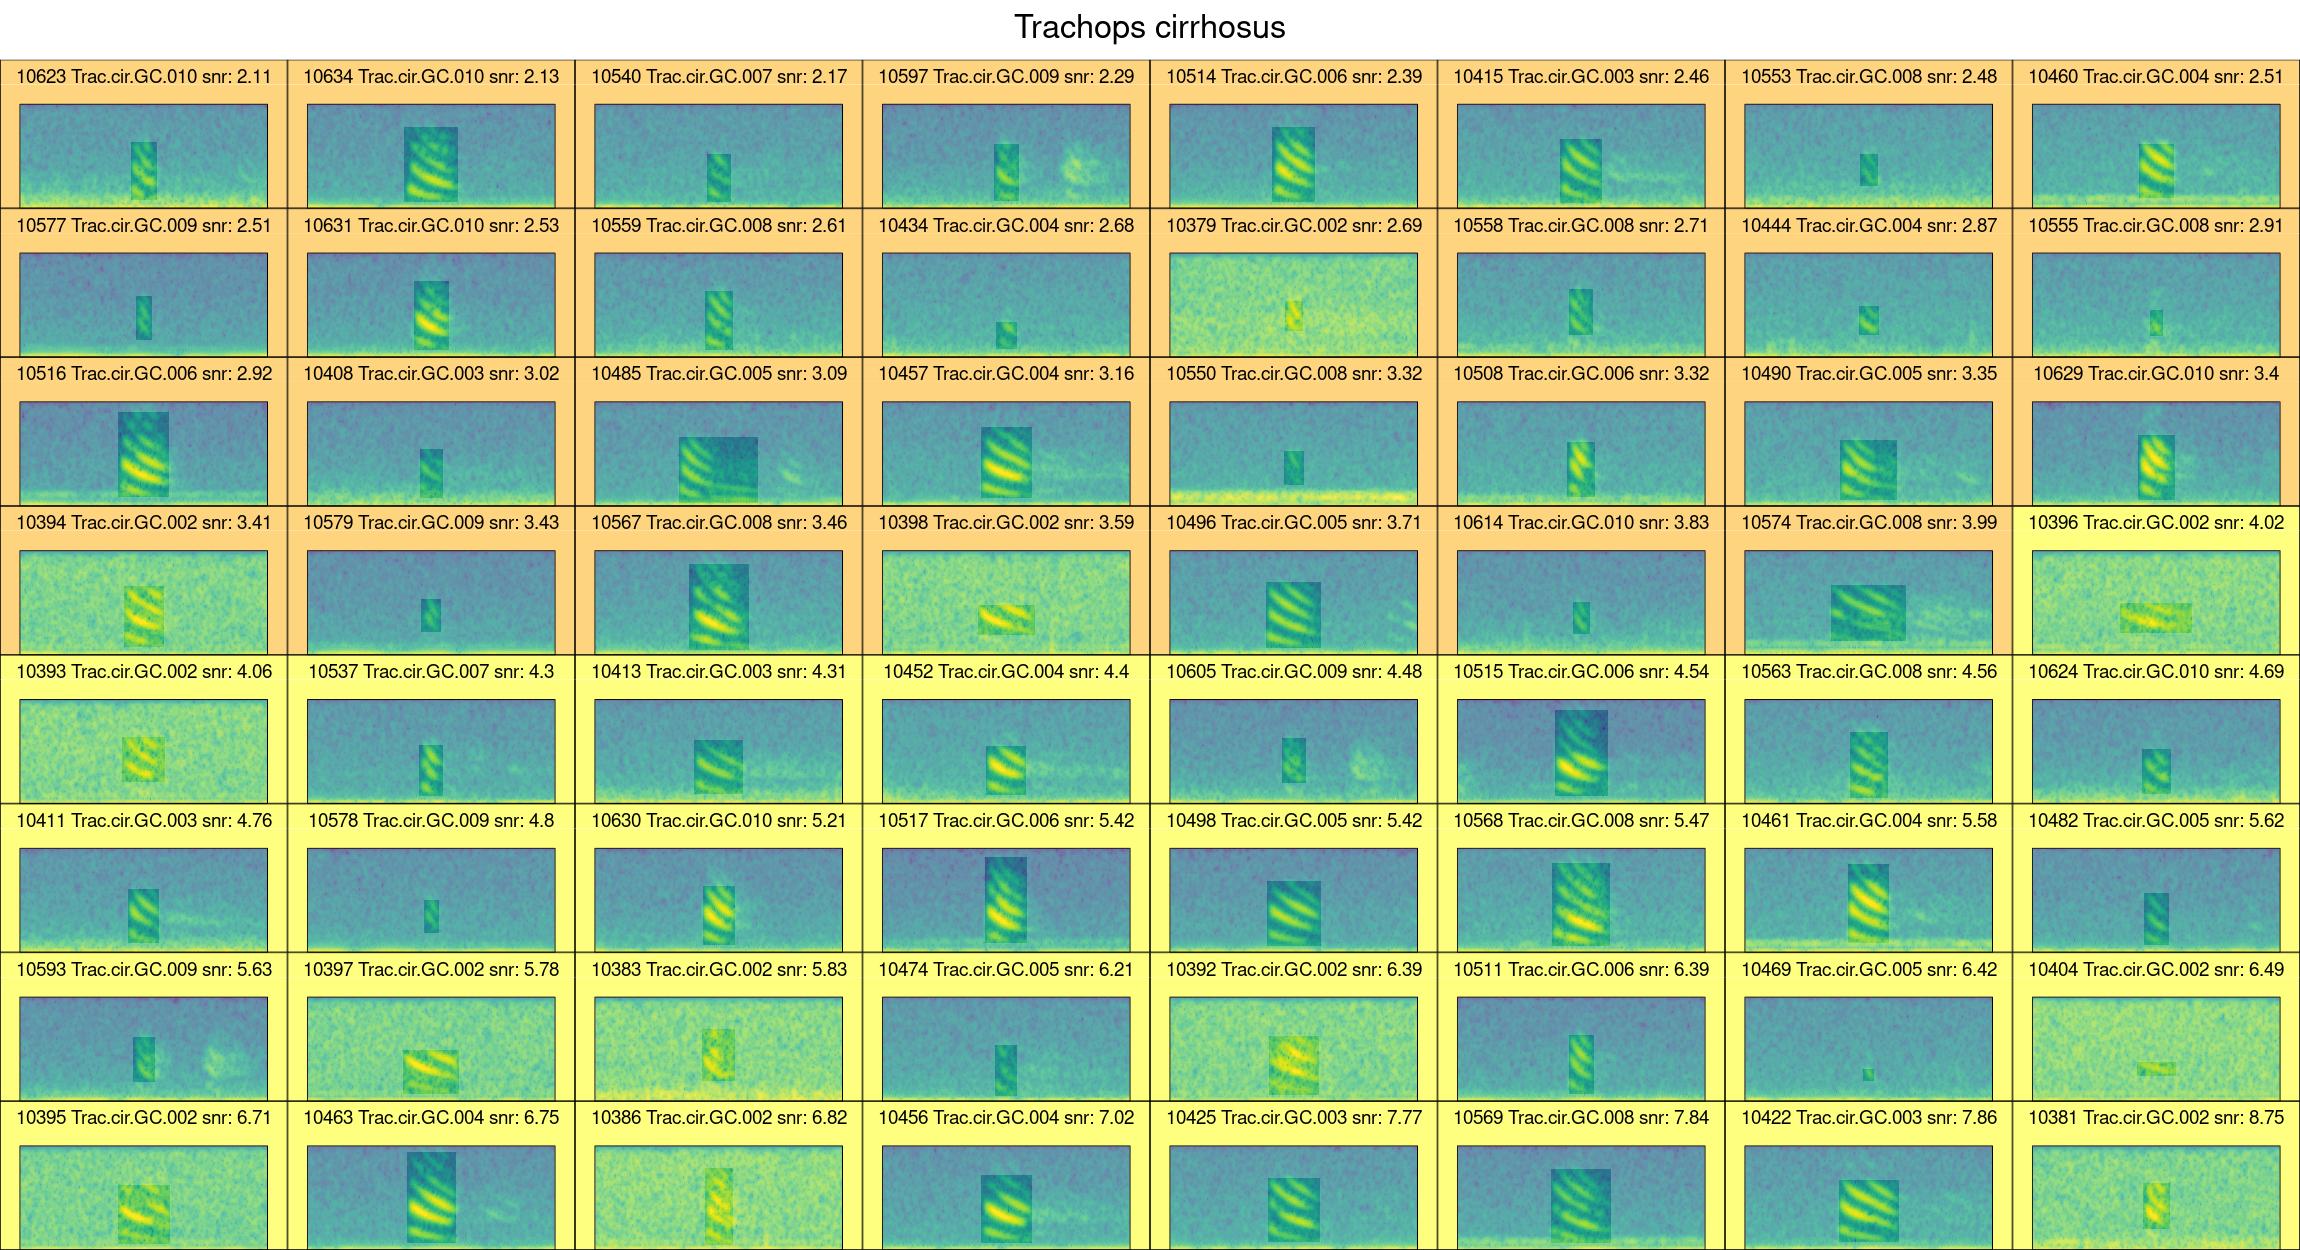 Trachops cirrhosus
10623 Trac.cir.GC.010 snr: 2.11
10634 Trac.cir.GC.010 snr: 2.13
10540 Trac.cir.GC.007 snr: 2.17
10597 Trac.cir.GC.009 snr: 2.29
10514 Trac.cir.GC.006 snr: 2.39
10415 Trac.cir.GC.003 snr: 2.46
10553 Trac.cir.GC.008 snr: 2.48
10460 Trac.cir.GC.004 snr: 2.51
10577 Trac.cir.GC.009 snr: 2.51
10631 Trac.cir.GC.010 snr: 2.53
10559 Trac.cir.GC.008 snr: 2.61
10434 Trac.cir.GC.004 snr: 2.68
10379 Trac.cir.GC.002 snr: 2.69
10558 Trac.cir.GC.008 snr: 2.71
10444 Trac.cir.GC.004 snr: 2.87
10555 Trac.cir.GC.008 snr: 2.91
10516 Trac.cir.GC.006 snr: 2.92
10408 Trac.cir.GC.003 snr: 3.02
10485 Trac.cir.GC.005 snr: 3.09
10457 Trac.cir.GC.004 snr: 3.16
10550 Trac.cir.GC.008 snr: 3.32
10508 Trac.cir.GC.006 snr: 3.32
10490 Trac.cir.GC.005 snr: 3.35
10629 Trac.cir.GC.010 snr: 3.4
10394 Trac.cir.GC.002 snr: 3.41
10579 Trac.cir.GC.009 snr: 3.43
10567 Trac.cir.GC.008 snr: 3.46
10398 Trac.cir.GC.002 snr: 3.59
10496 Trac.cir.GC.005 snr: 3.71
10614 Trac.cir.GC.010 snr: 3.83
10574 Trac.cir.GC.008 snr: 3.99
10396 Trac.cir.GC.002 snr: 4.02
10393 Trac.cir.GC.002 snr: 4.06
10537 Trac.cir.GC.007 snr: 4.3
10413 Trac.cir.GC.003 snr: 4.31
10452 Trac.cir.GC.004 snr: 4.4
10605 Trac.cir.GC.009 snr: 4.48
10515 Trac.cir.GC.006 snr: 4.54
10563 Trac.cir.GC.008 snr: 4.56
10624 Trac.cir.GC.010 snr: 4.69
10411 Trac.cir.GC.003 snr: 4.76
10578 Trac.cir.GC.009 snr: 4.8
10630 Trac.cir.GC.010 snr: 5.21
10517 Trac.cir.GC.006 snr: 5.42
10498 Trac.cir.GC.005 snr: 5.42
10568 Trac.cir.GC.008 snr: 5.47
10461 Trac.cir.GC.004 snr: 5.58
10482 Trac.cir.GC.005 snr: 5.62
10593 Trac.cir.GC.009 snr: 5.63
10397 Trac.cir.GC.002 snr: 5.78
10383 Trac.cir.GC.002 snr: 5.83
10474 Trac.cir.GC.005 snr: 6.21
10392 Trac.cir.GC.002 snr: 6.39
10511 Trac.cir.GC.006 snr: 6.39
10469 Trac.cir.GC.005 snr: 6.42
10404 Trac.cir.GC.002 snr: 6.49
10395 Trac.cir.GC.002 snr: 6.71
10463 Trac.cir.GC.004 snr: 6.75
10386 Trac.cir.GC.002 snr: 6.82
10456 Trac.cir.GC.004 snr: 7.02
10425 Trac.cir.GC.003 snr: 7.77
10569 Trac.cir.GC.008 snr: 7.84
10422 Trac.cir.GC.003 snr: 7.86
10381 Trac.cir.GC.002 snr: 8.75